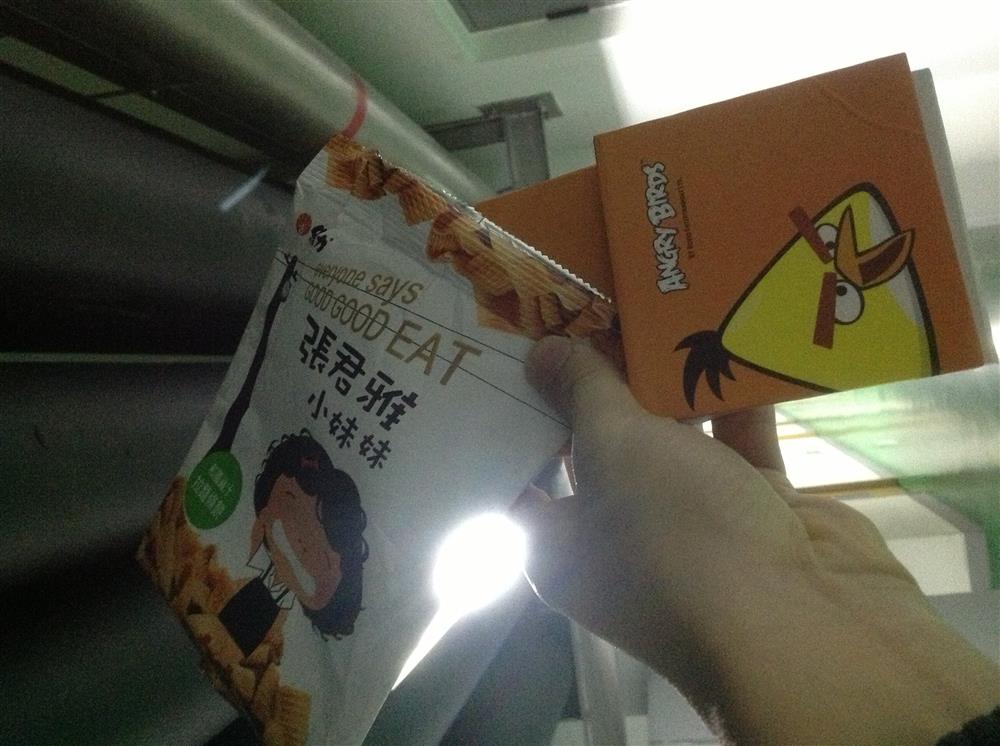 everyone says
GOOD GOOD EAT
張君雅
小妹妹
ANGRY BIRDS